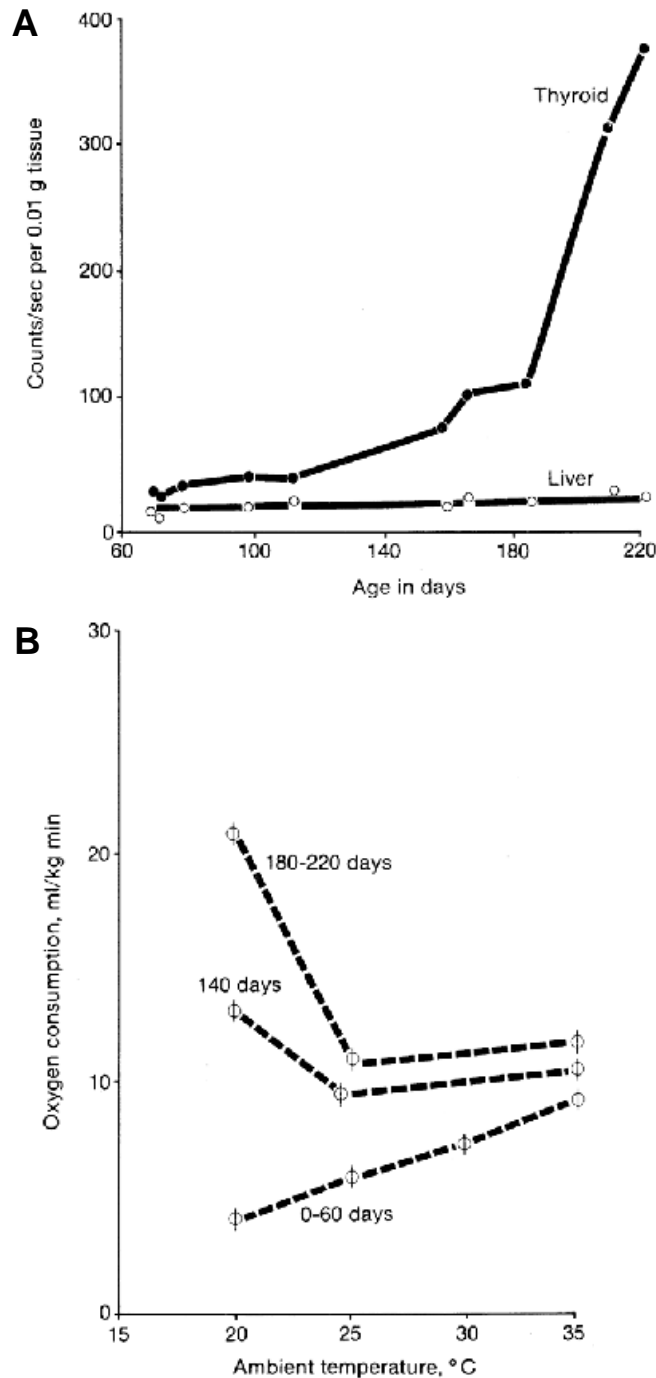 A
400
300
200
100
0
Counts/sec per 0.01 g tissue
Thyroid
Liver
60
100
140
180
220
Age in days
B
30
20
10
0
Oxygen consumption, ml/kg min
180-220 days
140 days
0-60 days
15
20
25
30
35
Ambient temperature, °C